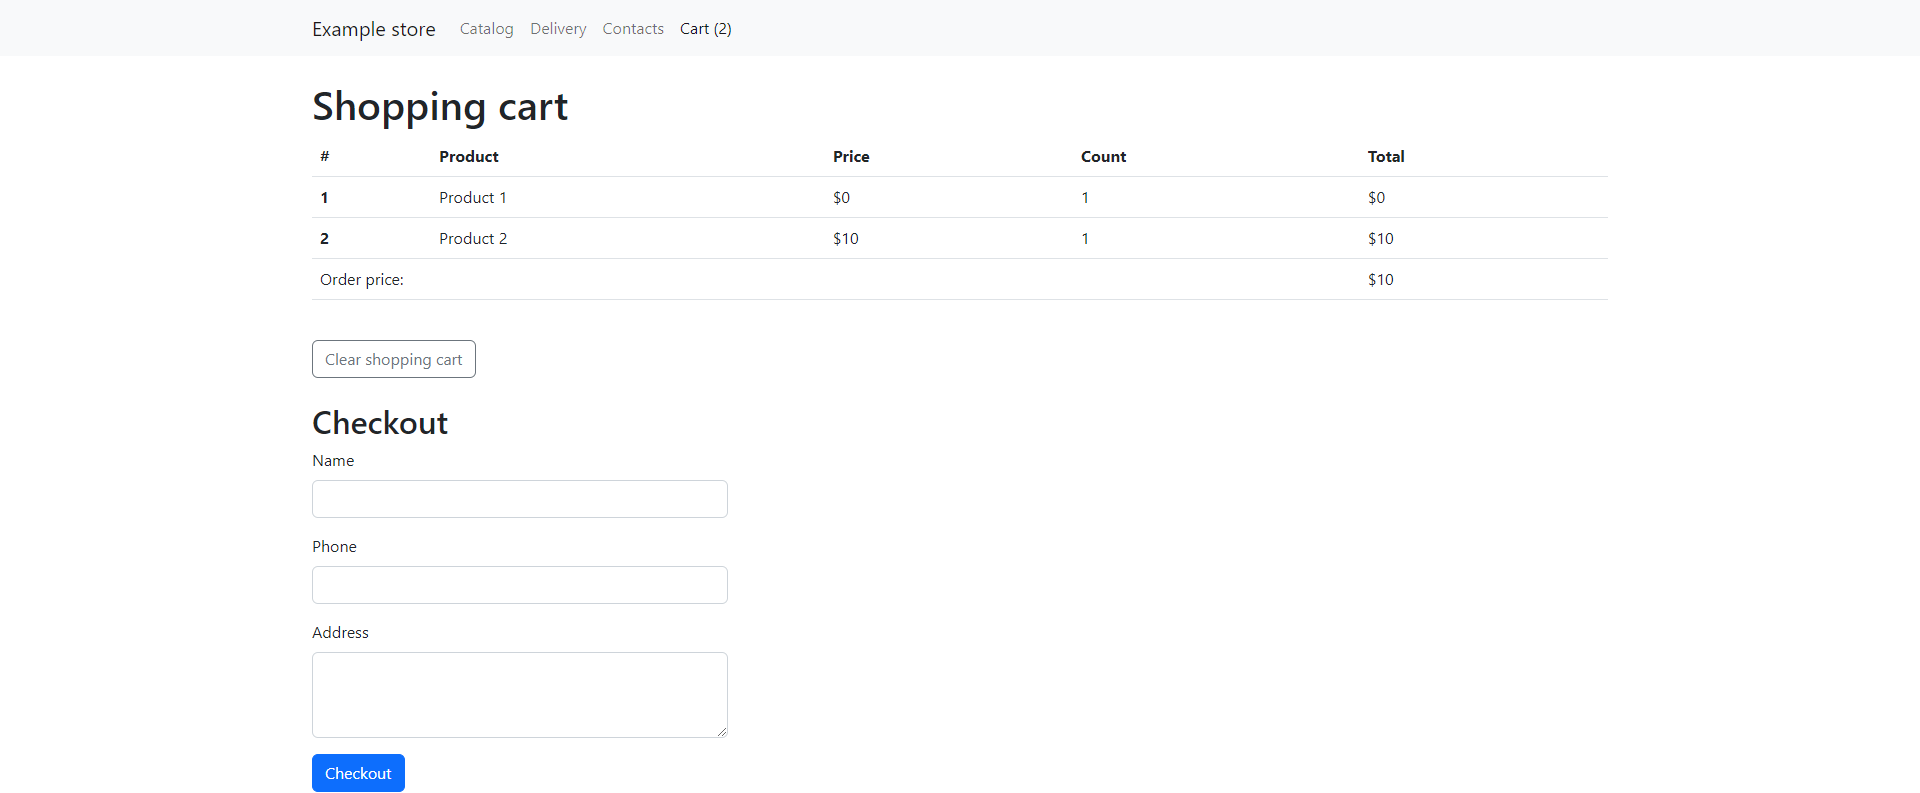 Example store Catalog Delivery Contacts Cart (2)
Shopping cart
# Product Price Count Total
1 Product 1 $0 1 $0
2 Product 2 $10 1 $10
Order price: $10
Clear shopping cart
Checkout
Name
Phone
Address
Checkout